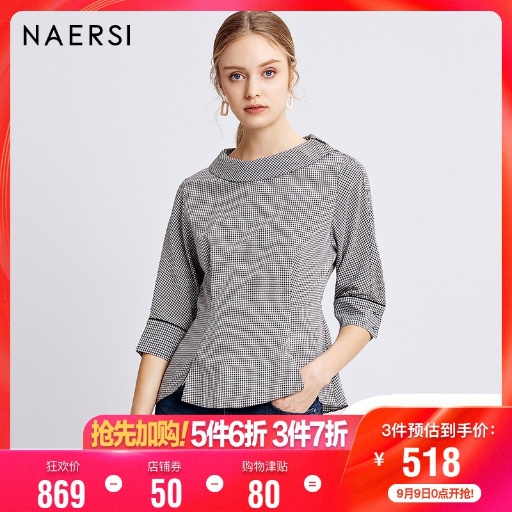 NAERSI
抢先加购! 5件6折 3件7折
3件预估到手价:
¥ 518
9月9日0点开抢!
狂欢价 店铺券 购物津贴
869 - 50 - 80 =